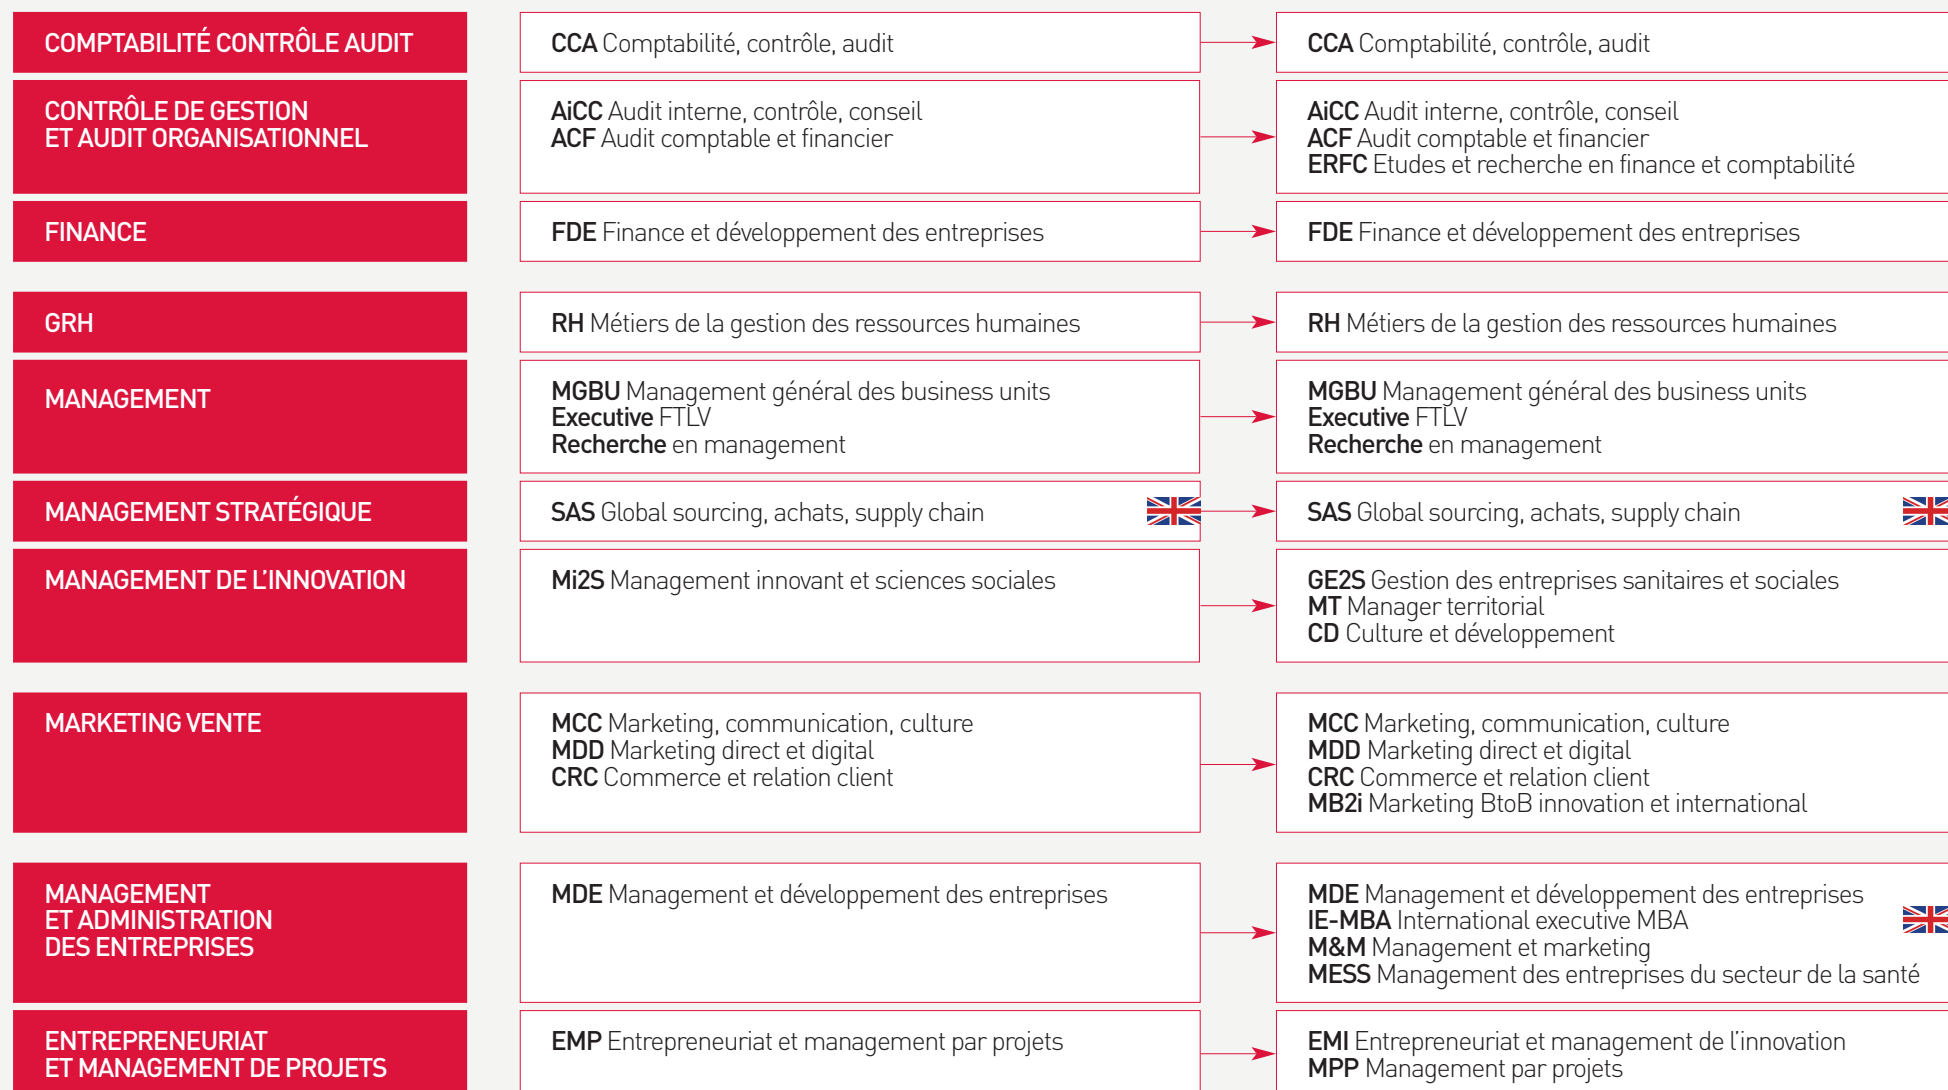 COMPTABILITÉ CONTRÔLE AUDIT
CCA Comptabilité, contrôle, audit
CCA Comptabilité, contrôle, audit
CONTRÔLE DE GESTION
ET AUDIT ORGANISATIONNEL
AiCC Audit interne, contrôle, conseil
ACF Audit comptable et financier
AiCC Audit interne, contrôle, conseil
ACF Audit comptable et financier
ERFC Etudes et recherche en finance et comptabilité
FINANCE
FDE Finance et développement des entreprises
FDE Finance et développement des entreprises
GRH
RH Métiers de la gestion des ressources humaines
RH Métiers de la gestion des ressources humaines
MANAGEMENT
MGBU Management général des business units
Executive FTLV
Recherche en management
MGBU Management général des business units
Executive FTLV
Recherche en management
MANAGEMENT STRATÉGIQUE
SAS Global sourcing, achats, supply chain
SAS Global sourcing, achats, supply chain
MANAGEMENT DE L'INNOVATION
Mi2S Management innovant et sciences sociales
GE2S Gestion des entreprises sanitaires et sociales
MT Manager territorial
CD Culture et développement
MARKETING VENTE
MCC Marketing, communication, culture
MDD Marketing direct et digital
CRC Commerce et relation client
MCC Marketing, communication, culture
MDD Marketing direct et digital
CRC Commerce et relation client
MB2i Marketing BtoB innovation et international
MANAGEMENT
ET ADMINISTRATION
DES ENTREPRISES
MDE Management et développement des entreprises
MDE Management et développement des entreprises
IE-MBA International executive MBA
M&M Management et marketing
MESS Management des entreprises du secteur de la santé
ENTREPRENEURIAT
ET MANAGEMENT DE PROJETS
EMP Entrepreneuriat et management par projets
EMI Entrepreneuriat et management de l'innovation
MPP Management par projets